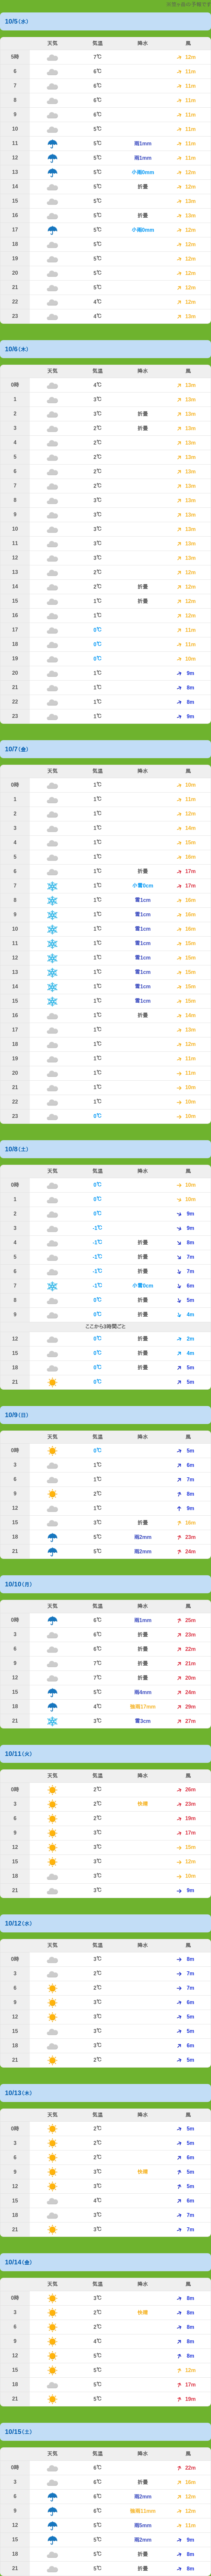 10/5(水)
天気 気温 降水 風
5時 7℃ 12m
6 6℃ 11m
7 6℃ 11m
8 6℃ 11m
9 6℃ 11m
10 5℃ 11m
11 5℃ 雨1mm 11m
12 5℃ 雨1mm 11m
13 5℃ 小雨0mm 12m
14 5℃ 折畳 12m
15 5℃ 13m
16 5℃ 折畳 13m
17 5℃ 小雨0mm 12m
18 5℃ 12m
19 5℃ 12m
20 5℃ 12m
21 5℃ 12m
22 4℃ 12m
23 4℃ 13m
10/6(木)
天気 気温 降水 風
0時 4℃ 13m
1 3℃ 13m
2 3℃ 折畳 13m
3 2℃ 折畳 13m
4 2℃ 13m
5 2℃ 13m
6 2℃ 13m
7 2℃ 13m
8 3℃ 13m
9 3℃ 13m
10 3℃ 13m
11 3℃ 13m
12 3℃ 13m
13 2℃ 12m
14 2℃ 折畳 12m
15 1℃ 折畳 12m
16 1℃ 12m
17 0℃ 11m
18 0℃ 11m
19 0℃ 10m
20 1℃ 9m
21 1℃ 8m
22 1℃ 8m
23 1℃ 9m
10/7(金)
天気 気温 降水 風
0時 1℃ 10m
1 1℃ 11m
2 1℃ 12m
3 1℃ 14m
4 1℃ 15m
5 1℃ 16m
6 1℃ 折畳 17m
7 1℃ 小雪0cm 17m
8 1℃ 雪1cm 16m
9 1℃ 雪1cm 16m
10 1℃ 雪1cm 16m
11 1℃ 雪1cm 15m
12 1℃ 雪1cm 15m
13 1℃ 雪1cm 15m
14 1℃ 雪1cm 15m
15 1℃ 雪1cm 15m
16 1℃ 折畳 14m
17 1℃ 13m
18 1℃ 12m
19 1℃ 11m
20 1℃ 11m
21 1℃ 10m
22 1℃ 10m
23 0℃ 10m
10/8(土)
天気 気温 降水 風
0時 0℃ 10m
1 0℃ 10m
2 0℃ 9m
3 -1℃ 9m
4 -1℃ 折畳 8m
5 -1℃ 折畳 7m
6 -1℃ 折畳 7m
7 -1℃ 小雪0cm 6m
8 0℃ 折畳 5m
9 0℃ 折畳 4m
ここから3時間ごと
12 0℃ 折畳 2m
15 0℃ 折畳 4m
18 0℃ 折畳 5m
21 0℃ 5m
10/9(日)
天気 気温 降水 風
0時 0℃ 5m
3 1℃ 6m
6 1℃ 7m
9 2℃ 8m
12 1℃ 9m
15 3℃ 折畳 16m
18 5℃ 雨2mm 23m
21 5℃ 雨2mm 24m
10/10(月)
天気 気温 降水 風
0時 6℃ 雨1mm 25m
3 6℃ 折畳 23m
6 6℃ 折畳 22m
9 7℃ 折畳 21m
12 7℃ 折畳 20m
15 5℃ 雨4mm 24m
18 4℃ 強雨17mm 29m
21 3℃ 雪3cm 27m
10/11(火)
天気 気温 降水 風
0時 2℃ 26m
3 2℃ 快晴 23m
6 2℃ 19m
9 3℃ 17m
12 3℃ 15m
15 3℃ 12m
18 3℃ 10m
21 3℃ 9m
10/12(水)
天気 気温 降水 風
0時 3℃ 8m
3 2℃ 7m
6 2℃ 7m
9 3℃ 6m
12 3℃ 5m
15 3℃ 5m
18 3℃ 6m
21 2℃ 5m
10/13(木)
天気 気温 降水 風
0時 2℃ 5m
3 2℃ 5m
6 2℃ 6m
9 3℃ 快晴 5m
12 3℃ 5m
15 4℃ 6m
18 3℃ 7m
21 3℃ 7m
10/14(金)
天気 気温 降水 風
0時 3℃ 8m
3 2℃ 快晴 8m
6 2℃ 8m
9 4℃ 8m
12 5℃ 8m
15 5℃ 12m
18 5℃ 17m
21 5℃ 19m
10/15(土)
天気 気温 降水 風
0時 6℃ 22m
3 6℃ 折畳 16m
6 6℃ 雨2mm 12m
9 6℃ 強雨11mm 12m
12 5℃ 雨5mm 11m
15 5℃ 雨2mm 9m
18 5℃ 折畳 8m
21 5℃ 折畳 8m